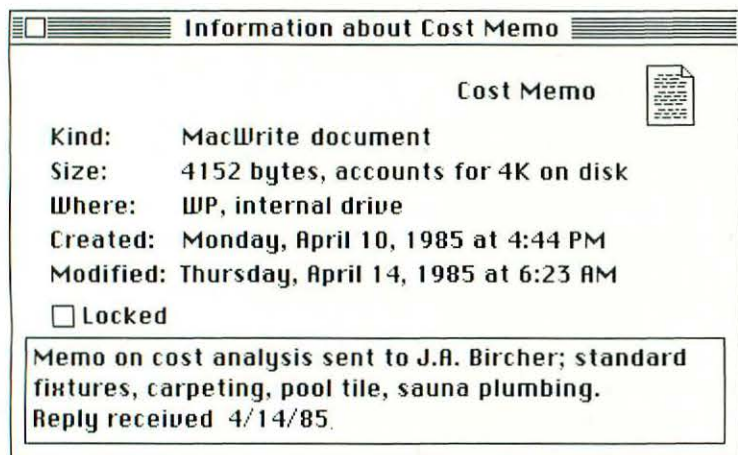 Information about Cost Memo
Cost Memo
Kind: MacWrite document
Size: 4152 bytes, accounts for 4K on disk
Where: WP, internal drive
Created: Monday, April 10, 1985 at 4:44 PM
Modified: Thursday, April 14, 1985 at 6:23 AM
Locked
Memo on cost analysis sent to J.A. Bircher; standard
fixtures, carpeting, pool tile, sauna plumbing.
Reply received 4/14/85